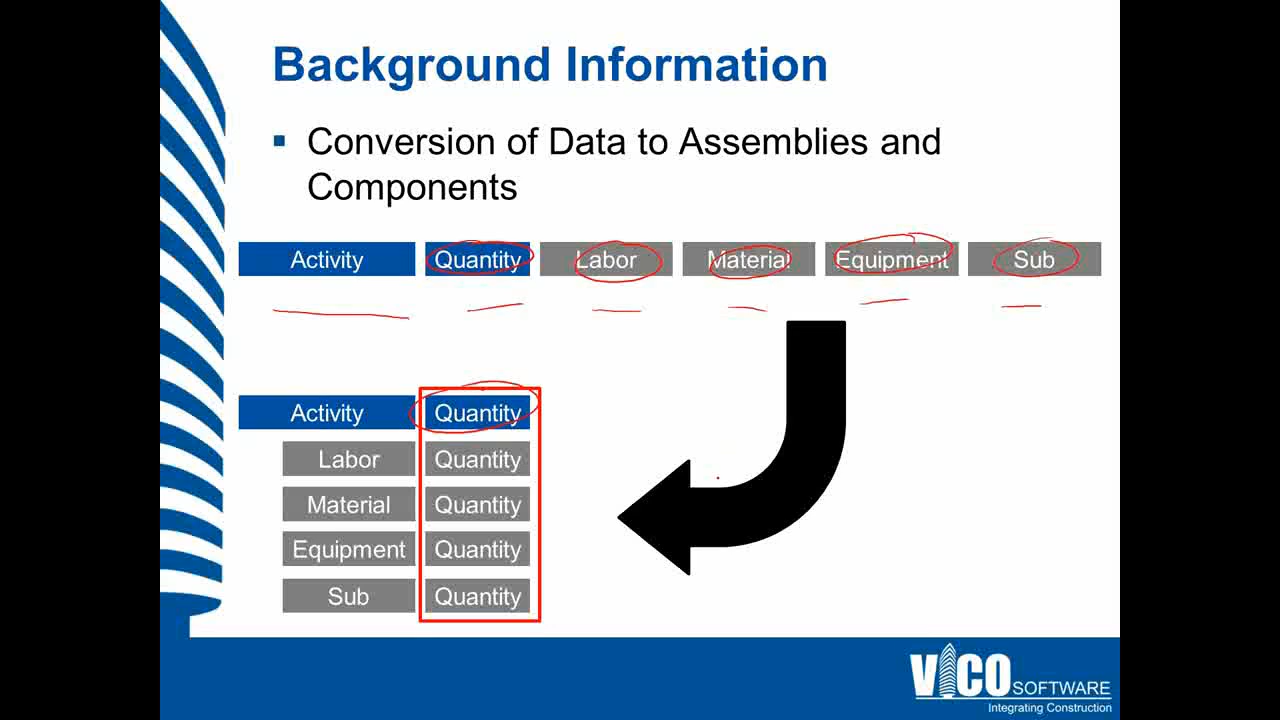 Background Information
Conversion of Data to Assemblies and
Components
Activity Quantity Labor Material Equipment Sub
Activity Quantity
Labor Quantity
Material Quantity
Equipment Quantity
Sub Quantity
VICO SOFTWARE
Integrating Construction